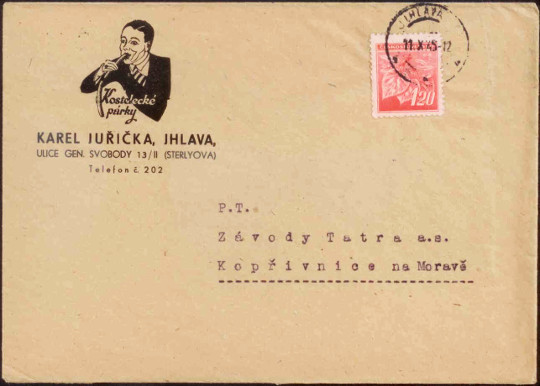 Kostelecké
párky
KAREL JUŘIČKA, JHLAVA,
ULICE GEN. SVOBODY 13/II (STERLYOVA)
Telefon č. 202
JIHLAVA
11.X.45-12
1·20
P.T.
Závody Tatra a.s.
Kopřivnice na Moravě